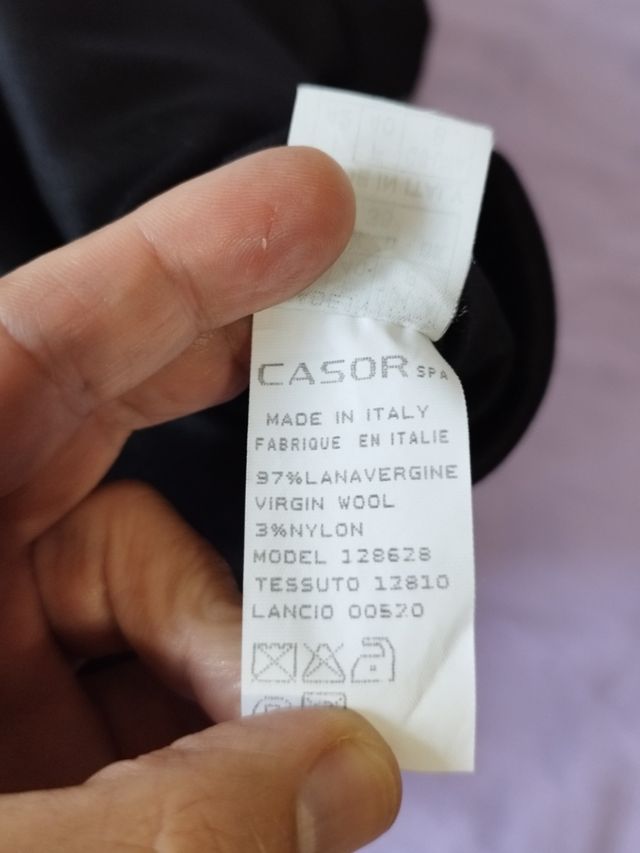 CASOR SPA
MADE IN ITALY
FABRIQUE EN ITALIE
97%LANAVERGINE
VIRGIN WOOL
3%NYLON
MODEL 128628
TESSUTO 12810
LANCIO 00520